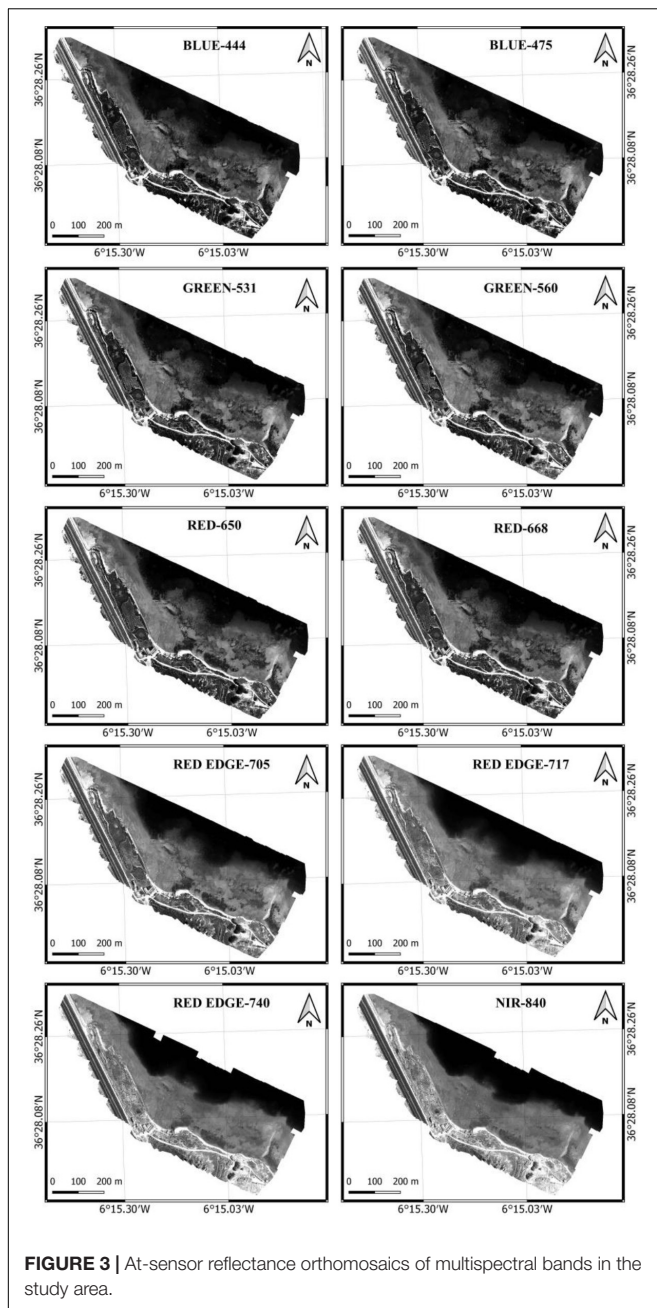 BLUE-444
BLUE-475
N
N
36°28.26'N
36°28.08'N
36°28.26'N
36°28.08'N
0 100 200 m
0 100 200 m
6°15.30'W 6°15.03'W
6°15.30'W 6°15.03'W
GREEN-531
GREEN-560
N
N
36°28.26'N
36°28.08'N
36°28.26'N
36°28.08'N
0 100 200 m
0 100 200 m
6°15.30'W 6°15.03'W
6°15.30'W 6°15.03'W
RED-650
RED-668
N
N
36°28.26'N
36°28.08'N
36°28.26'N
36°28.08'N
0 100 200 m
0 100 200 m
6°15.30'W 6°15.03'W
6°15.30'W 6°15.03'W
RED EDGE-705
RED EDGE-717
N
N
36°28.26'N
36°28.08'N
36°28.26'N
36°28.08'N
0 100 200 m
0 100 200 m
6°15.30'W 6°15.03'W
6°15.30'W 6°15.03'W
RED EDGE-740
NIR-840
N
N
36°28.26'N
36°28.08'N
36°28.26'N
36°28.08'N
0 100 200 m
0 100 200 m
6°15.30'W 6°15.03'W
6°15.30'W 6°15.03'W
FIGURE 3 | At-sensor reflectance orthomosaics of multispectral bands in the
study area.